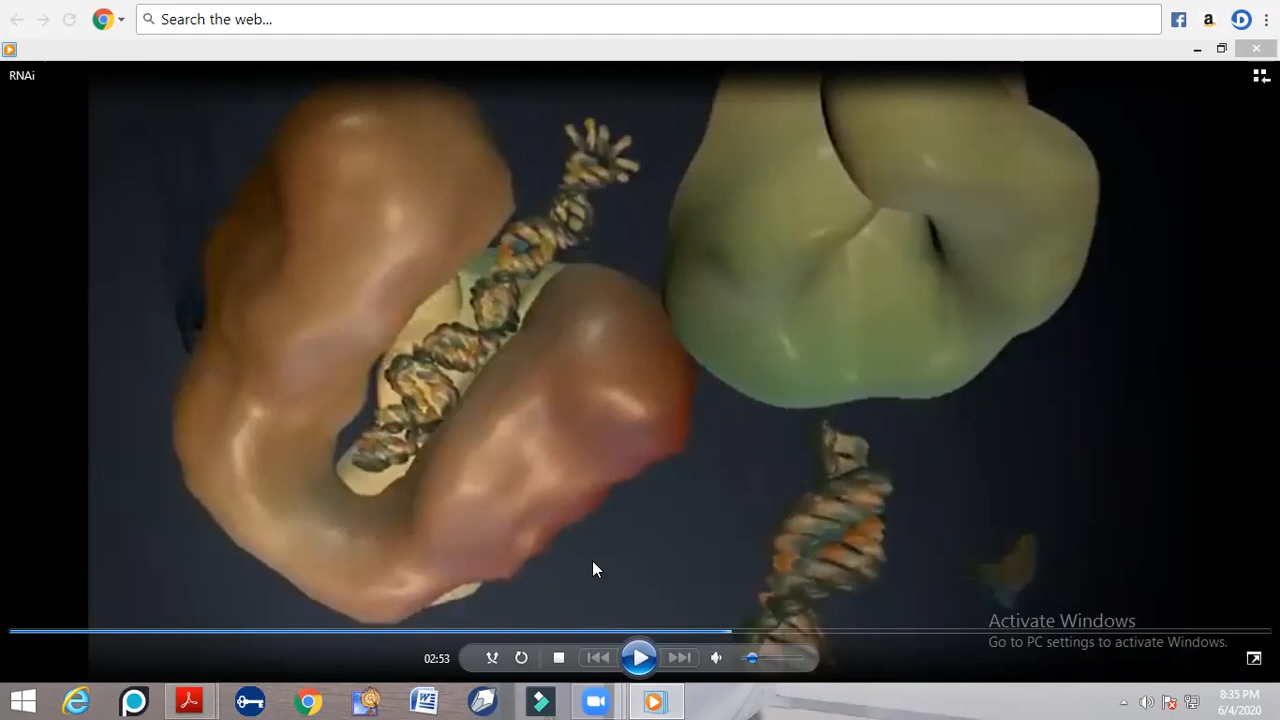 Search the web...
RNAi
Activate Windows
Go to PC settings to activate Windows.
02:53
8:35 PM
6/4/2020